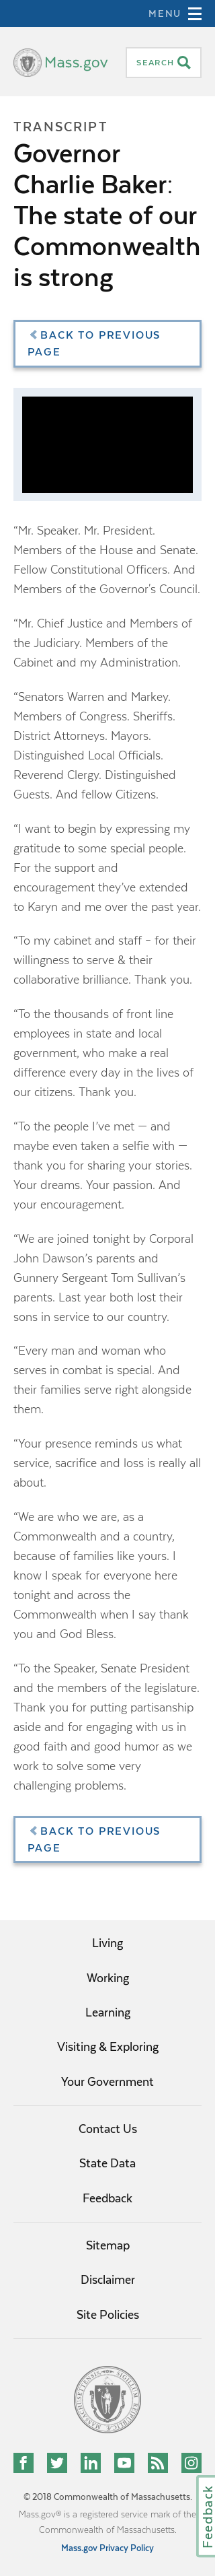 MENU
Mass.gov
SEARCH
TRANSCRIPT
Governor
Charlie Baker:
The state of our
Commonwealth
is strong
BACK TO PREVIOUS
PAGE
“Mr. Speaker. Mr. President.
Members of the House and Senate.
Fellow Constitutional Officers. And
Members of the Governor's Council.
“Mr. Chief Justice and Members of
the Judiciary. Members of the
Cabinet and my Administration.
“Senators Warren and Markey.
Members of Congress. Sheriffs.
District Attorneys. Mayors.
Distinguished Local Officials.
Reverend Clergy. Distinguished
Guests. And fellow Citizens.
“I want to begin by expressing my
gratitude to some special people.
For the support and
encouragement they’ve extended
to Karyn and me over the past year.
“To my cabinet and staff – for their
willingness to serve & their
collaborative brilliance. Thank you.
“To the thousands of front line
employees in state and local
government, who make a real
difference every day in the lives of
our citizens. Thank you.
“To the people I’ve met — and
maybe even taken a selfie with —
thank you for sharing your stories.
Your dreams. Your passion. And
your encouragement.
“We are joined tonight by Corporal
John Dawson’s parents and
Gunnery Sergeant Tom Sullivan’s
parents. Last year both lost their
sons in service to our country.
“Every man and woman who
serves in combat is special. And
their families serve right alongside
them.
“Your presence reminds us what
service, sacrifice and loss is really all
about.
“We are who we are, as a
Commonwealth and a country,
because of families like yours. I
know I speak for everyone here
tonight and across the
Commonwealth when I say thank
you and God Bless.
“To the Speaker, Senate President
and the members of the legislature.
Thank you for putting partisanship
aside and for engaging with us in
good faith and good humor as we
work to solve some very
challenging problems.
BACK TO PREVIOUS
PAGE
Living
Working
Learning
Visiting & Exploring
Your Government
Contact Us
State Data
Feedback
Sitemap
Disclaimer
Site Policies
Feedback
© 2018 Commonwealth of Massachusetts.
Mass.gov® is a registered service mark of the
Commonwealth of Massachusetts.
Mass.gov Privacy Policy